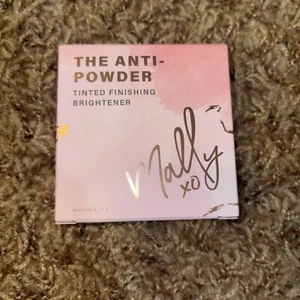 THE ANTI-
POWDER
TINTED FINISHING
BRIGHTENER
Mally
xo